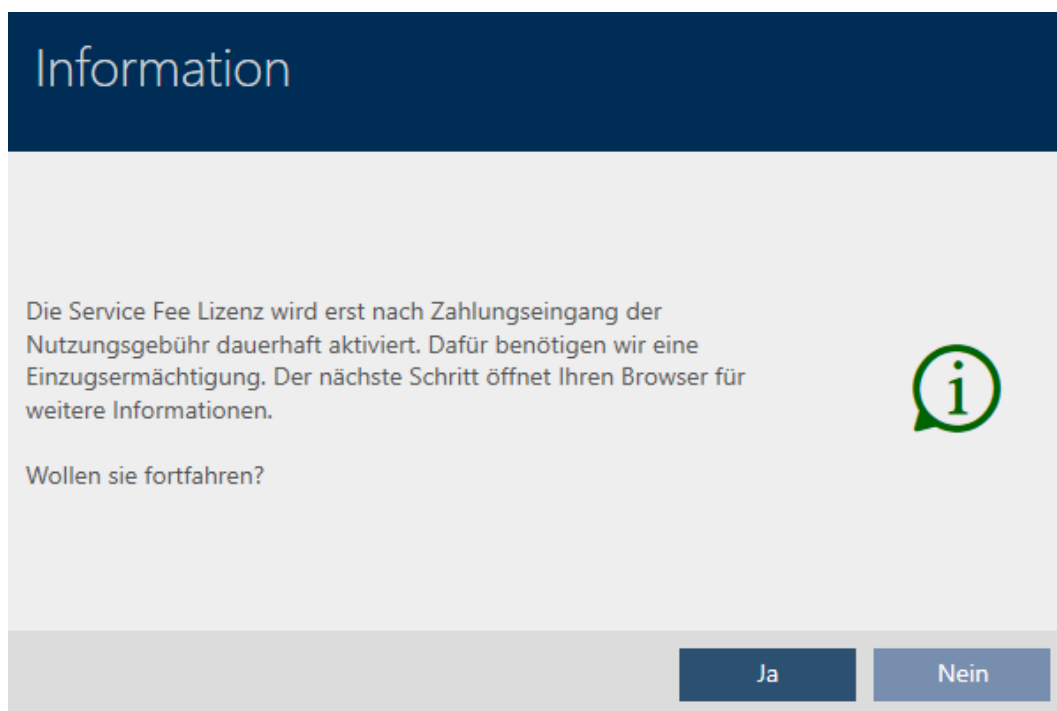 Information
Die Service Fee Lizenz wird erst nach Zahlungseingang der
Nutzungsgebühr dauerhaft aktiviert. Dafür benötigen wir eine
Einzugsermächtigung. Der nächste Schritt öffnet Ihren Browser für
weitere Informationen.
Wollen sie fortfahren?
Ja
Nein